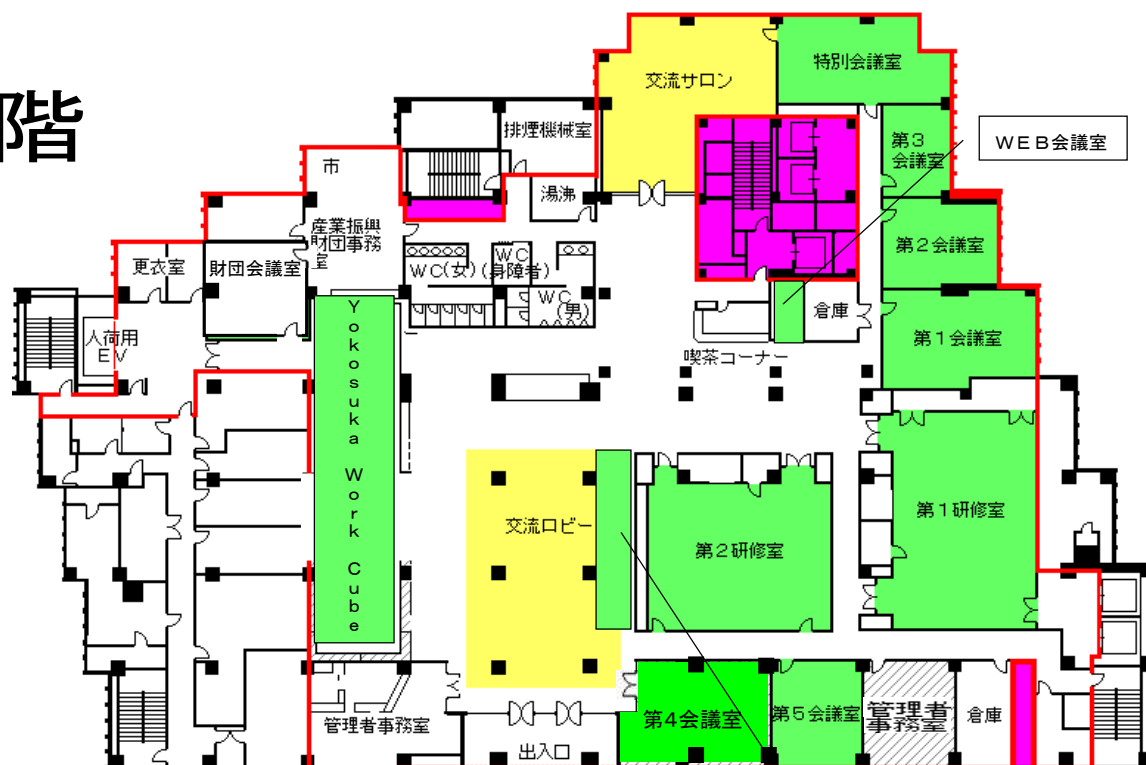 階
交流サロン
特別会議室
排煙機械室
第3
会議室
WEB会議室
市
湯沸
産業振興
財団事務
室
第2会議室
更衣室
財団会議室
WC(女)
WC
(身障者)
WC
(男)
倉庫
入荷用
EV
第1会議室
喫茶コーナー
Yokosuka Work Cube
交流ロビー
第2研修室
第1研修室
管理者事務室
出入口
第4会議室
第5会議室
管理者
事務室
倉庫